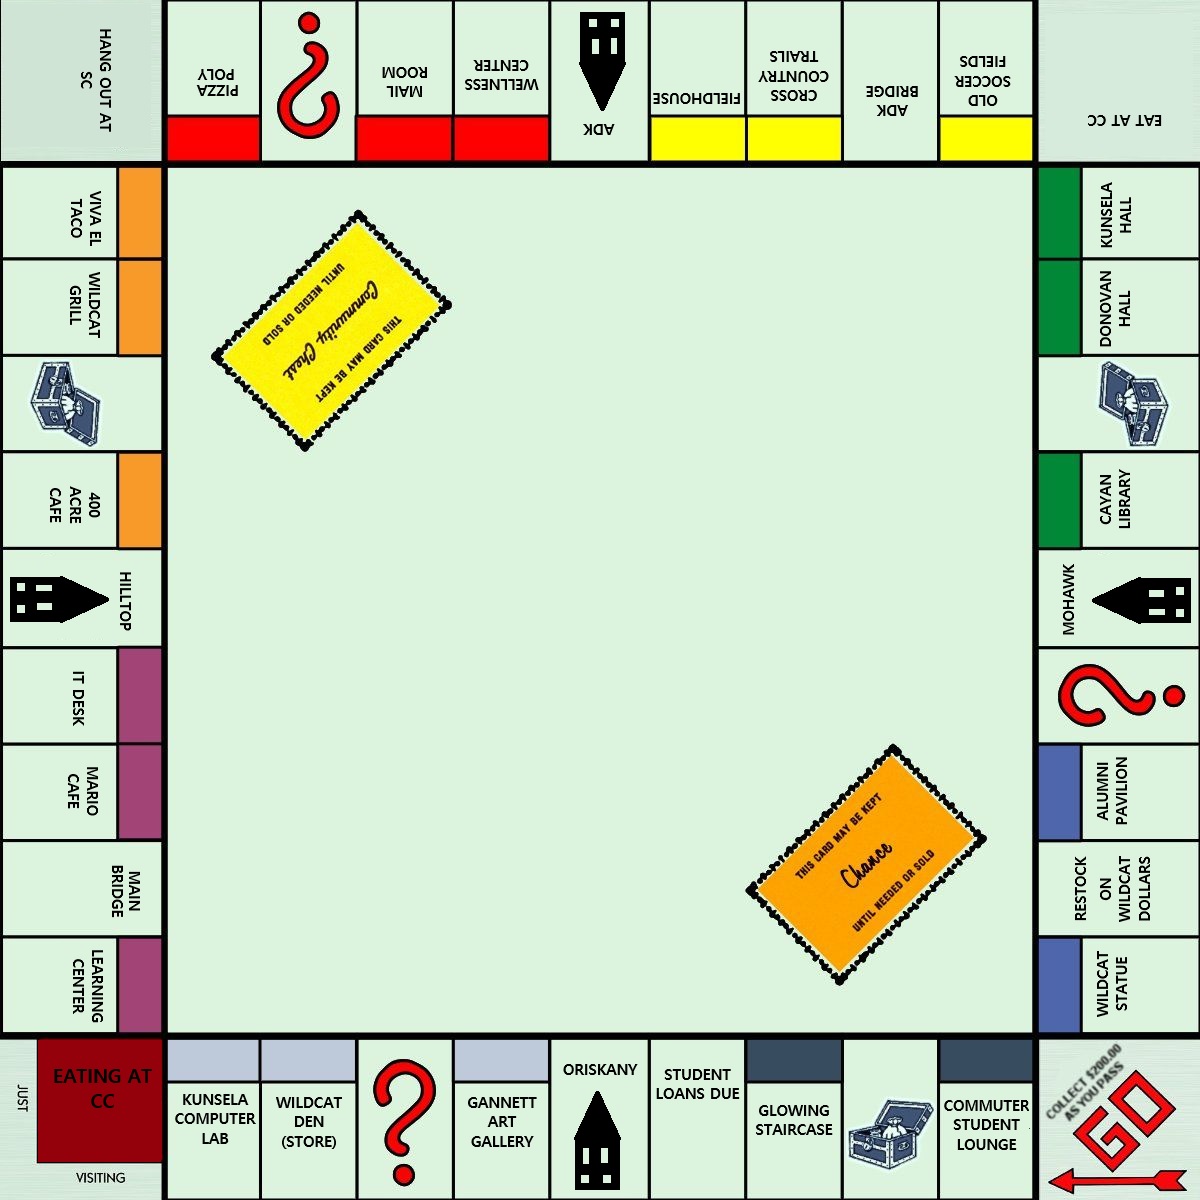 HANG OUT AT
SC
PIZZA
POLY
MAIL
ROOM
WELLNESS
CENTER
ADK
FIELDHOUSE
CROSS
COUNTRY
TRAILS
ADK
BRIDGE
OLD
SOCCER
FIELDS
EAT AT CC
VIVA EL
TACO
WILDCAT
GRILL
400
ACRE
CAFE
HILLTOP
IT DESK
MARIO
CAFE
MAIN
BRIDGE
LEARNING
CENTER
THIS CARD MAY BE KEPT
Community Chest
UNTIL NEEDED OR SOLD
THIS CARD MAY BE KEPT
Chance
UNTIL NEEDED OR SOLD
KUNSELA
HALL
DONOVAN
HALL
CAYAN
LIBRARY
MOHAWK
ALUMNI
PAVILION
RESTOCK
ON
WILDCAT
DOLLARS
WILDCAT
STATUE
JUST
EATING AT
CC
VISITING
KUNSELA
COMPUTER
LAB
WILDCAT
DEN
(STORE)
GANNETT
ART
GALLERY
ORISKANY
STUDENT
LOANS DUE
GLOWING
STAIRCASE
COMMUTER
STUDENT
LOUNGE
COLLECT $200.00
AS YOU PASS
GO